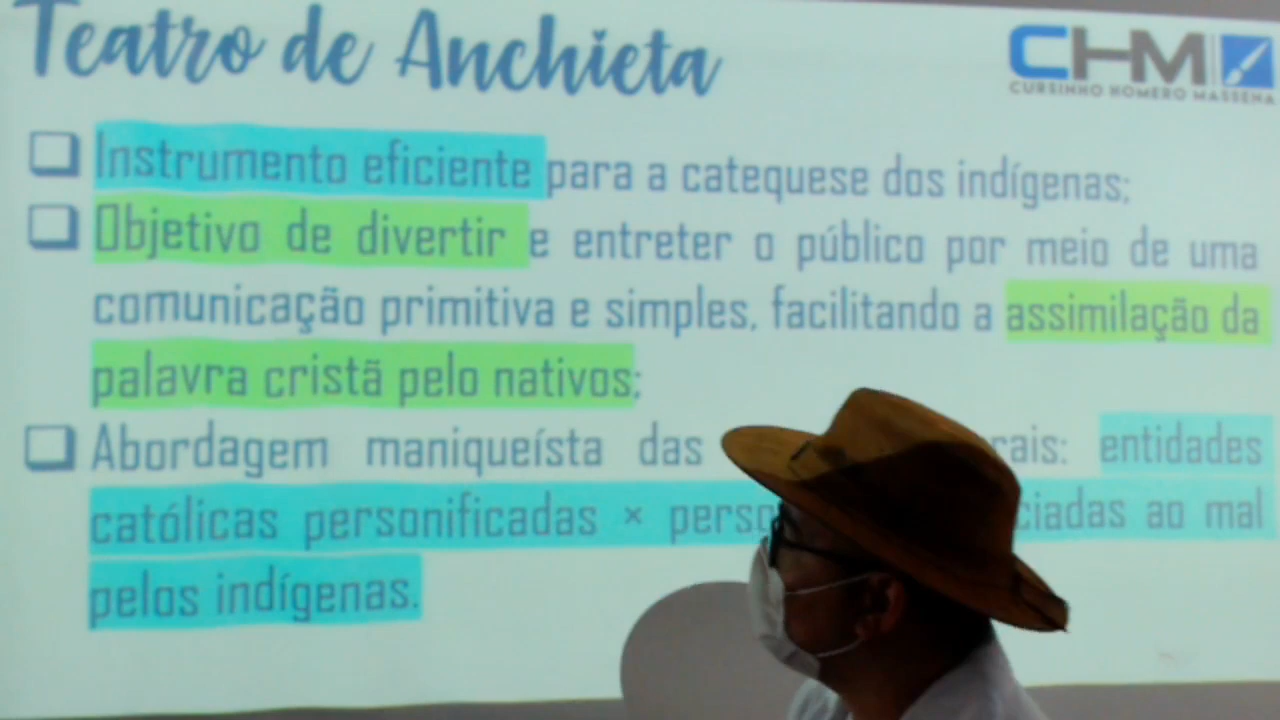 Teatro de Anchieta
CHM
CURSINHO HOMERO MASSENA
Instrumento eficiente para a catequese dos indígenas;
Objetivo de divertir e entreter o público por meio de uma
comunicação primitiva e simples, facilitando a assimilação da
palavra cristã pelo nativos;
Abordagem maniqueísta das rais: entidades
católicas personificadas × perso ciadas ao mal
pelos indígenas.